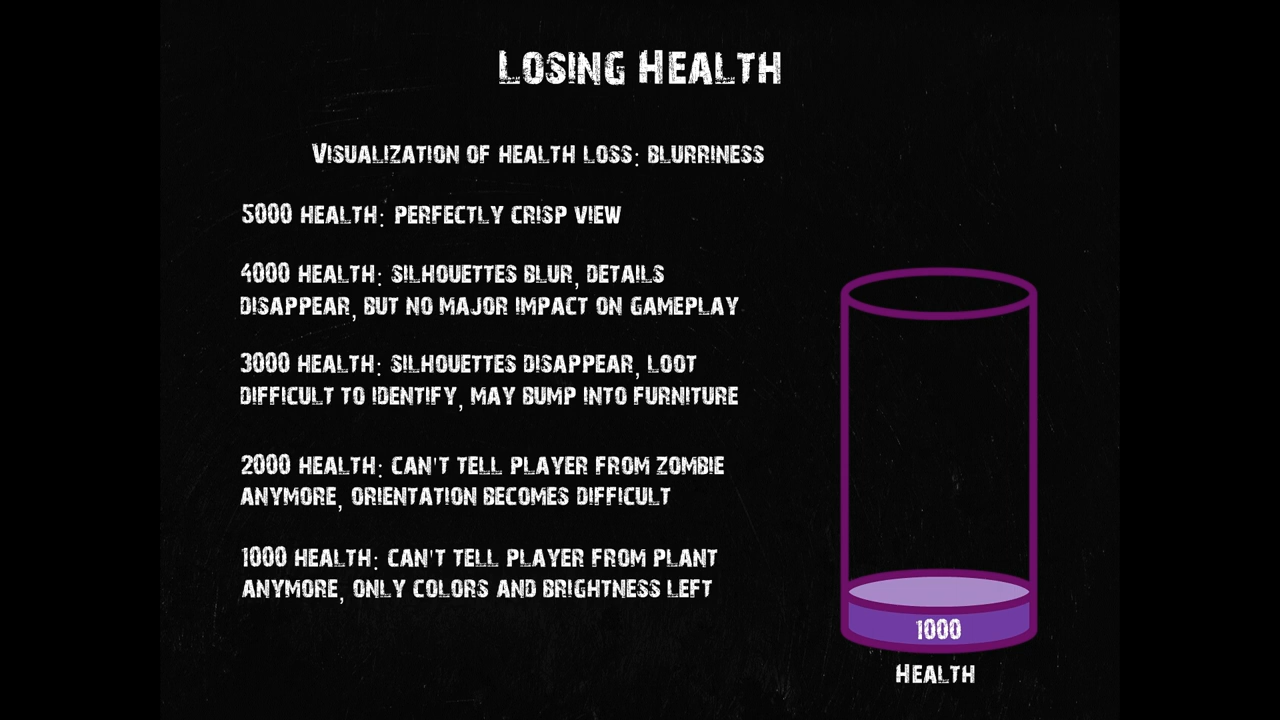 Losing Health
Visualization of health loss: blurriness
5000 health: perfectly crisp view
4000 health: silhouettes blur, details
disappear, but no major impact on gameplay
3000 health: silhouettes disappear, loot
difficult to identify, may bump into furniture
2000 health: can't tell player from zombie
anymore, orientation becomes difficult
1000 health: can't tell player from plant
anymore, only colors and brightness left
1000
Health